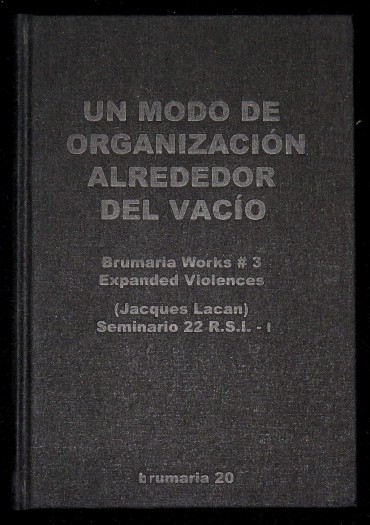 UN MODO DE
ORGANIZACIÓN
ALREDEDOR
DEL VACÍO
Brumaria Works # 3
Expanded Violences
(Jacques Lacan)
Seminario 22 R.S.I. - I
brumaria 20